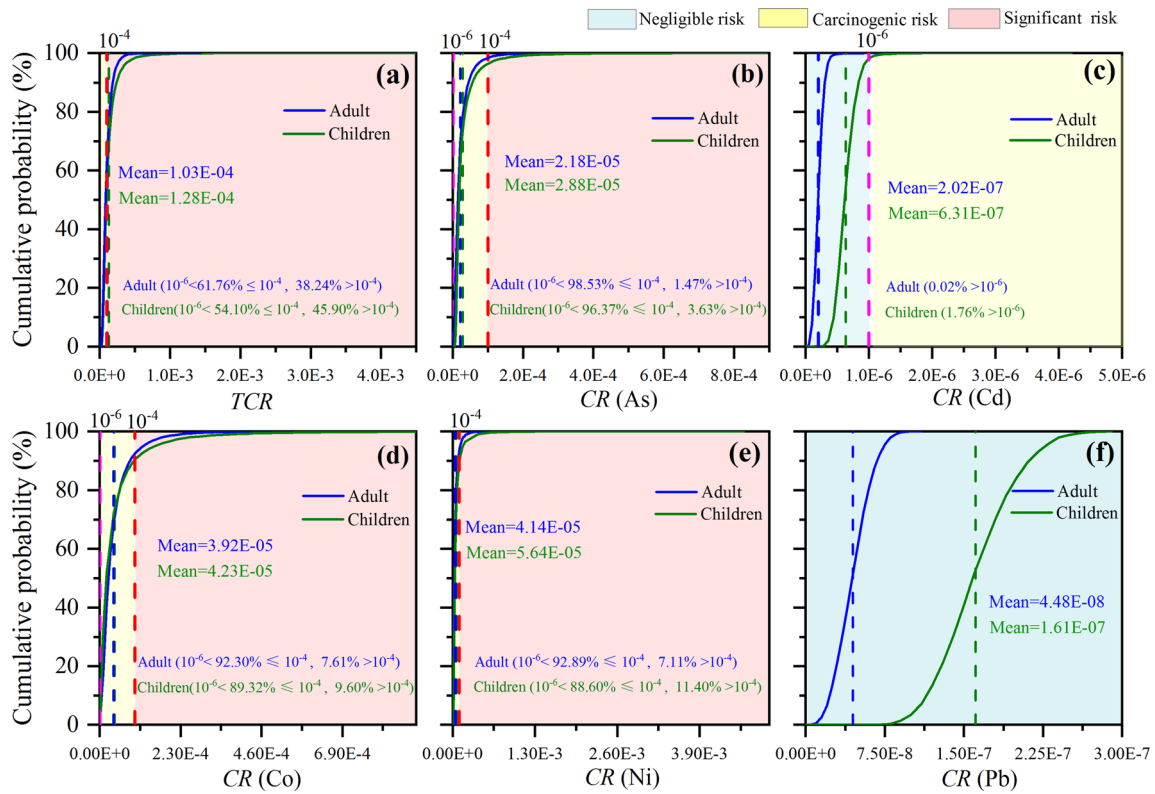 Negligible risk
Carcinogenic risk
Significant risk
10⁻⁴
(a)
Adult
Children
Mean=1.03E-04
Mean=1.28E-04
Adult (10⁻⁶<61.76% ≤ 10⁻⁴, 38.24% >10⁻⁴)
Children(10⁻⁶< 54.10% ≤ 10⁻⁴, 45.90% >10⁻⁴)
Cumulative probability (%)
100
80
60
40
20
0
0.0E+0 1.0E-3 2.0E-3 3.0E-3 4.0E-3
TCR
10⁻⁶ 10⁻⁴
(b)
Adult
Children
Mean=2.18E-05
Mean=2.88E-05
Adult (10⁻⁶< 98.53% ⩽ 10⁻⁴, 1.47% >10⁻⁴)
Children (10⁻⁶< 96.37% ⩽ 10⁻⁴, 3.63% >10⁻⁴)
0.0E+0 2.0E-4 4.0E-4 6.0E-4 8.0E-4
CR (As)
10⁻⁶
(c)
Adult
Children
Mean=2.02E-07
Mean=6.31E-07
Adult (0.02% >10⁻⁶)
Children (1.76% >10⁻⁶)
0.0E+0 1.0E-6 2.0E-6 3.0E-6 4.0E-6 5.0E-6
CR (Cd)
10⁻⁶ 10⁻⁴
(d)
Adult
Children
Mean=3.92E-05
Mean=4.23E-05
Adult (10⁻⁶< 92.30% ⩽ 10⁻⁴, 7.61% >10⁻⁴)
Children(10⁻⁶< 89.32% ⩽ 10⁻⁴, 9.60% >10⁻⁴)
Cumulative probability (%)
100
80
60
40
20
0
0.00E+0 2.30E-4 4.60E-4 6.90E-4
CR (Co)
10⁻⁶ 10⁻⁴
(e)
Adult
Children
Mean=4.14E-05
Mean=5.64E-05
Adult (10⁻⁶< 92.89% ⩽ 10⁻⁴, 7.11% >10⁻⁴)
Children (10⁻⁶< 88.60% ⩽ 10⁻⁴, 11.40% >10⁻⁴)
0.00E+0 1.30E-3 2.60E-3 3.90E-3
CR (Ni)
(f)
Adult
Children
Mean=4.48E-08
Mean=1.61E-07
0.00E+0 7.50E-8 1.50E-7 2.25E-7 3.00E-7
CR (Pb)